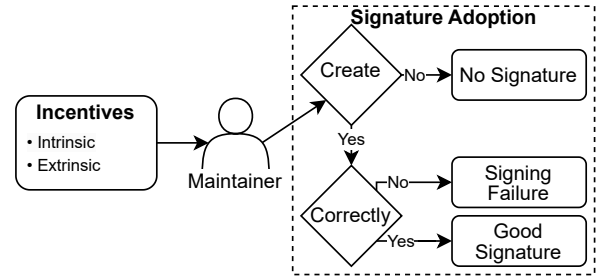 Signature Adoption
Incentives
• Intrinsic
• Extrinsic
Maintainer
Create
No
No Signature
Yes
Correctly
No
Signing
Failure
Yes
Good
Signature